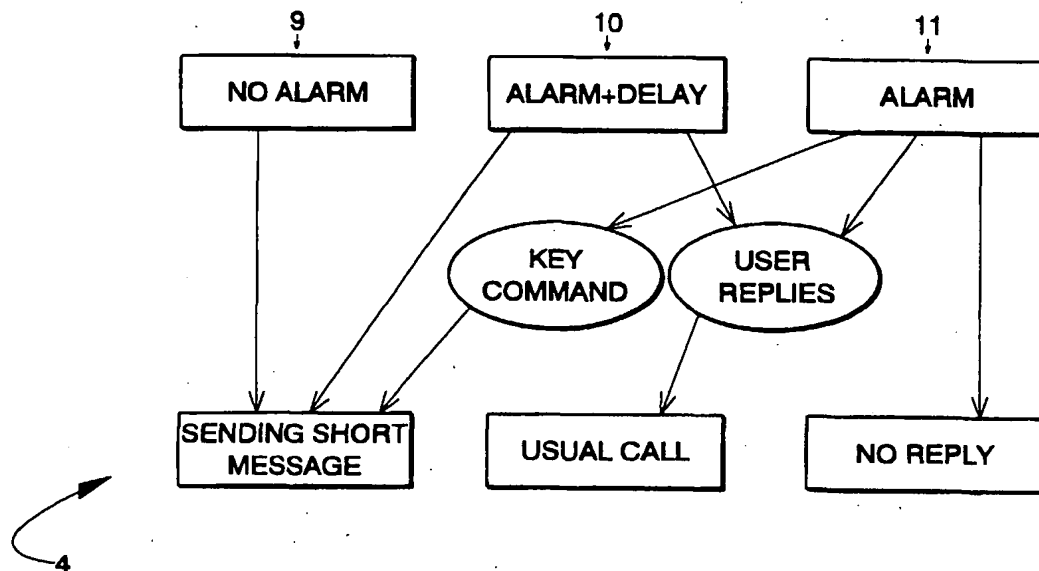 9
10
11
NO ALARM
ALARM+DELAY
ALARM
KEY
COMMAND
USER
REPLIES
SENDING SHORT
MESSAGE
USUAL CALL
NO REPLY
4